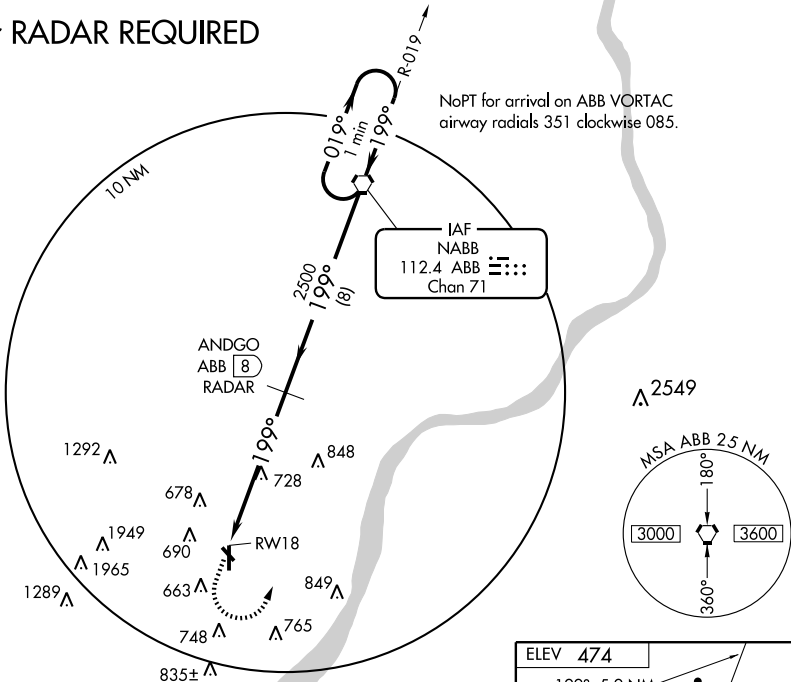 RADAR REQUIRED
R-019
NoPT for arrival on ABB VORTAC
airway radials 351 clockwise 085.
019°
1 min
199°
10 NM
IAF
NABB
112.4 ABB
Chan 71
2500
199°
(8)
ANDGO
ABB 8
RADAR
2549
199°
1292
848
728
678
MSA ABB 25 NM
180°
3000
3600
360°
1949
690
RW18
1965
1289
663
849
748
765
835±
ELEV 474